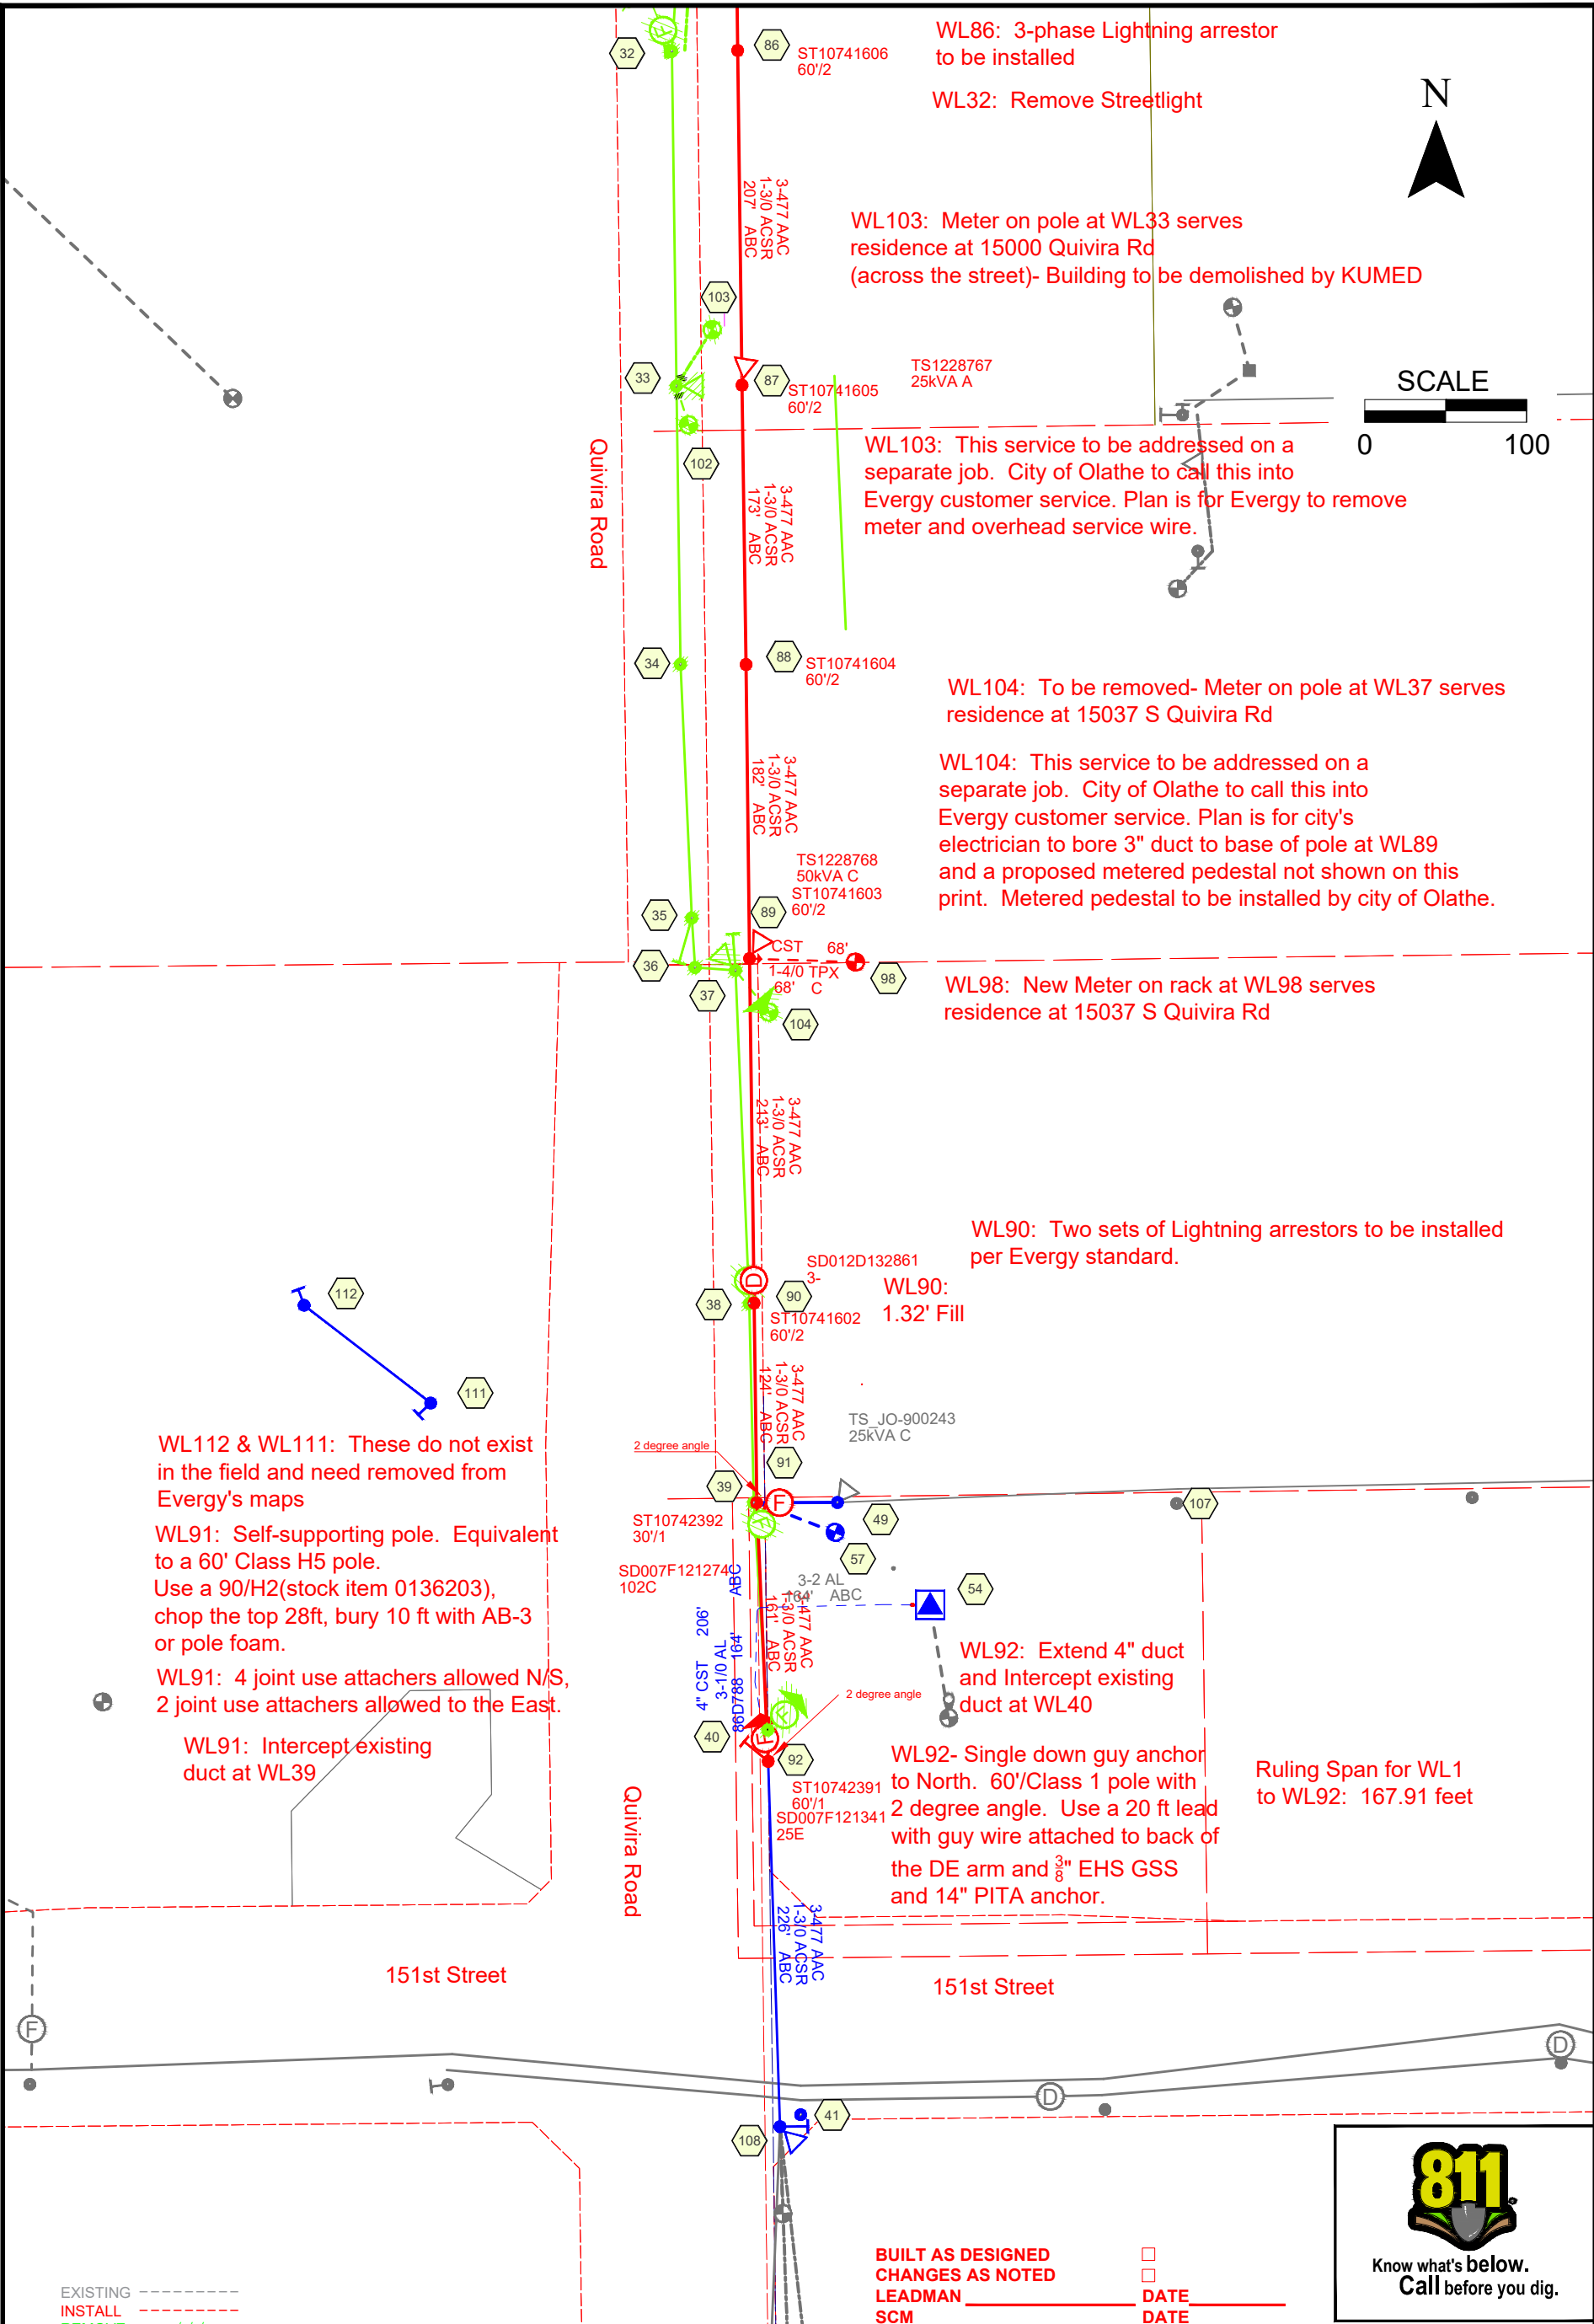 WL86: 3-phase Lightning arrestor
to be installed
32
86
ST10741606
60'/2
WL32: Remove Streetlight
N
3-477 AAC
1-3/0 ACSR
207' ABC
WL103: Meter on pole at WL33 serves
residence at 15000 Quivira Rd
(across the street)- Building to be demolished by KUMED
103
33
87
ST10741605
60'/2
TS1228767
25kVA A
SCALE
0 100
Quivira Road
102
WL103: This service to be addressed on a
separate job. City of Olathe to call this into
Evergy customer service. Plan is for Evergy to remove
meter and overhead service wire.
3-477 AAC
1-3/0 ACSR
173' ABC
34
88
ST10741604
60'/2
WL104: To be removed- Meter on pole at WL37 serves
residence at 15037 S Quivira Rd
WL104: This service to be addressed on a
separate job. City of Olathe to call this into
Evergy customer service. Plan is for city's
electrician to bore 3" duct to base of pole at WL89
and a proposed metered pedestal not shown on this
print. Metered pedestal to be installed by city of Olathe.
3-477 AAC
1-3/0 ACSR
182' ABC
TS1228768
50kVA C
ST10741603
60'/2
35
89
36
CST 68'
1-4/0 TPX
68' C
98
37
104
WL98: New Meter on rack at WL98 serves
residence at 15037 S Quivira Rd
3-477 AAC
1-3/0 ACSR
213' ABC
WL90: Two sets of Lightning arrestors to be installed
per Evergy standard.
SD012D132861
3-
D
38
90
WL90:
1.32' Fill
ST10741602
60'/2
112
111
3-477 AAC
1-3/0 ACSR
124' ABC
TS_JO-900243
25kVA C
WL112 & WL111: These do not exist
in the field and need removed from
Evergy's maps
2 degree angle
91
39
F
49
107
ST10742392
30'/1
57
WL91: Self-supporting pole. Equivalent
to a 60' Class H5 pole.
Use a 90/H2(stock item 0136203),
chop the top 28ft, bury 10 ft with AB-3
or pole foam.
SD007F121274
102C
3-2 AL
164' ABC
54
3-477 AAC
1-3/0 ACSR
161' ABC
4" CST 206'
3-1/0 AL
86D788 164' ABC
WL91: 4 joint use attachers allowed N/S,
2 joint use attachers allowed to the East.
WL92: Extend 4" duct
and Intercept existing
duct at WL40
2 degree angle
WL91: Intercept existing
duct at WL39
40
F
92
ST10742391
60'/1
SD007F121341
25E
WL92- Single down guy anchor
to North. 60'/Class 1 pole with
2 degree angle. Use a 20 ft lead
with guy wire attached to back of
the DE arm and 3/8" EHS GSS
and 14" PITA anchor.
Ruling Span for WL1
to WL92: 167.91 feet
Quivira Road
3-477 AAC
1-3/0 ACSR
226' ABC
151st Street
151st Street
F
D
D
41
108
811
Know what's below.
Call before you dig.
BUILT AS DESIGNED
CHANGES AS NOTED
LEADMAN DATE
SCM DATE
EXISTING
INSTALL